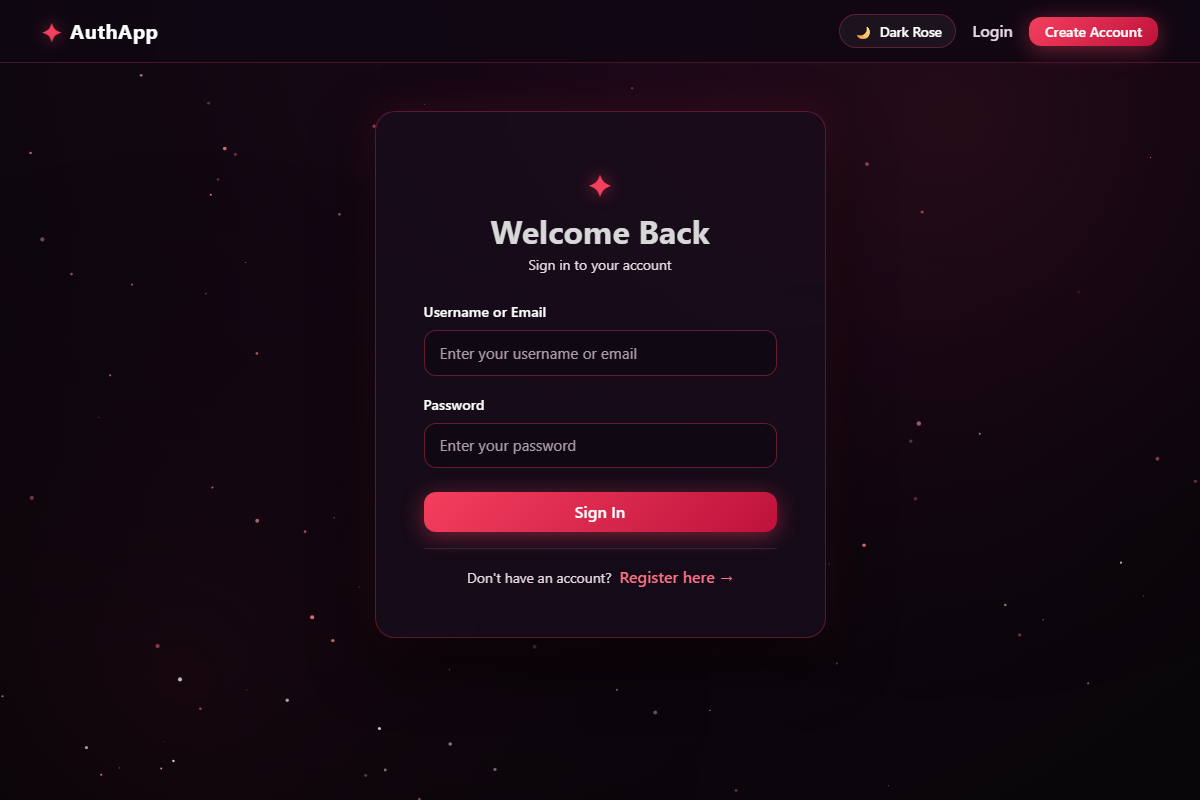 AuthApp
Dark Rose
Login
Create Account
Welcome Back
Sign in to your account
Username or Email
Enter your username or email
Password
Enter your password
Sign In
Don't have an account? Register here →